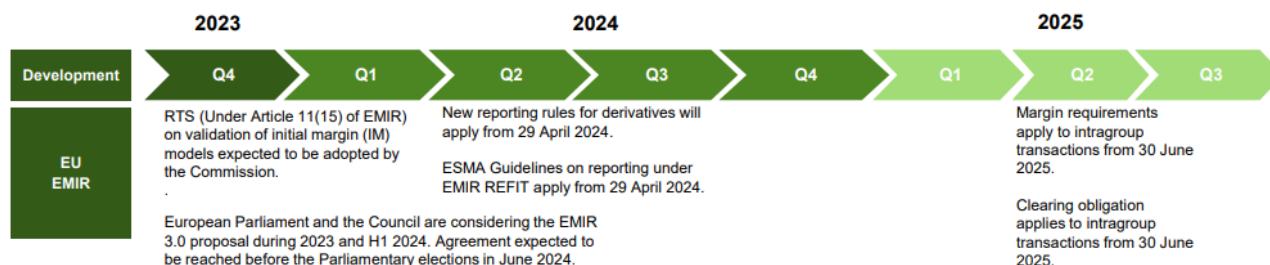 2023
2024
2025
Development
Q4
Q1
Q2
Q3
Q4
Q1
Q2
Q3
EU
EMIR
RTS (Under Article 11(15) of EMIR)
on validation of initial margin (IM)
models expected to be adopted by
the Commission.
.
European Parliament and the Council are considering the EMIR
3.0 proposal during 2023 and H1 2024. Agreement expected to
be reached before the Parliamentary elections in June 2024.
New reporting rules for derivatives will
apply from 29 April 2024.
ESMA Guidelines on reporting under
EMIR REFIT apply from 29 April 2024.
Margin requirements
apply to intragroup
transactions from 30 June
2025.
Clearing obligation
applies to intragroup
transactions from 30 June
2025.